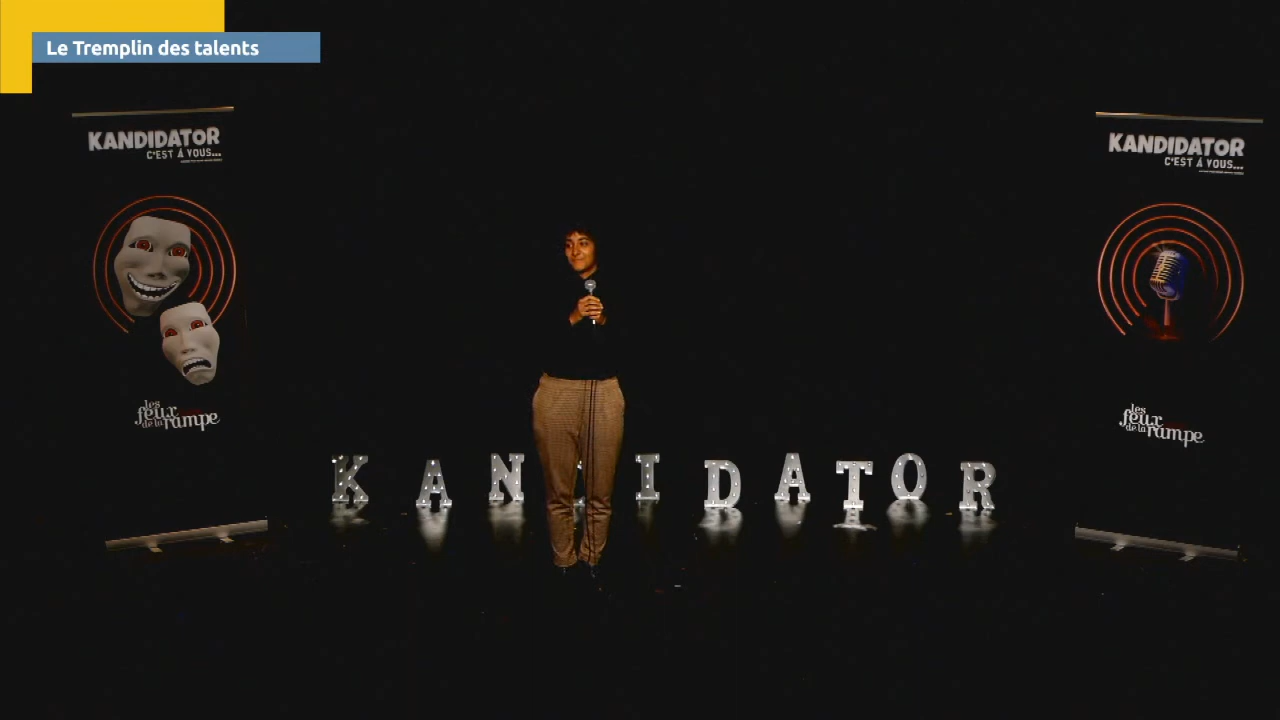 Le Tremplin des talents
KANDIDATOR
C'EST À VOUS...
les
feux
de la rampe
KANDIDATOR
C'EST À VOUS...
les
feux
de la rampe
K A N I D A T O R